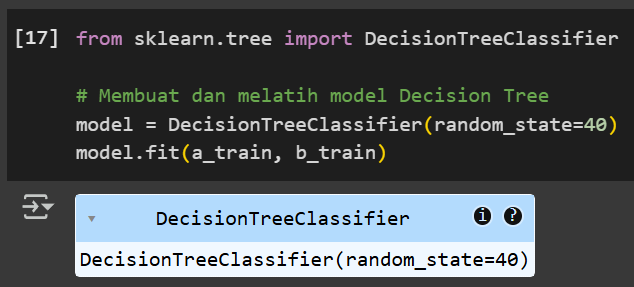 [17] from sklearn.tree import DecisionTreeClassifier
# Membuat dan melatih model Decision Tree
model = DecisionTreeClassifier(random_state=40)
model.fit(a_train, b_train)
DecisionTreeClassifier i ?
DecisionTreeClassifier(random_state=40)